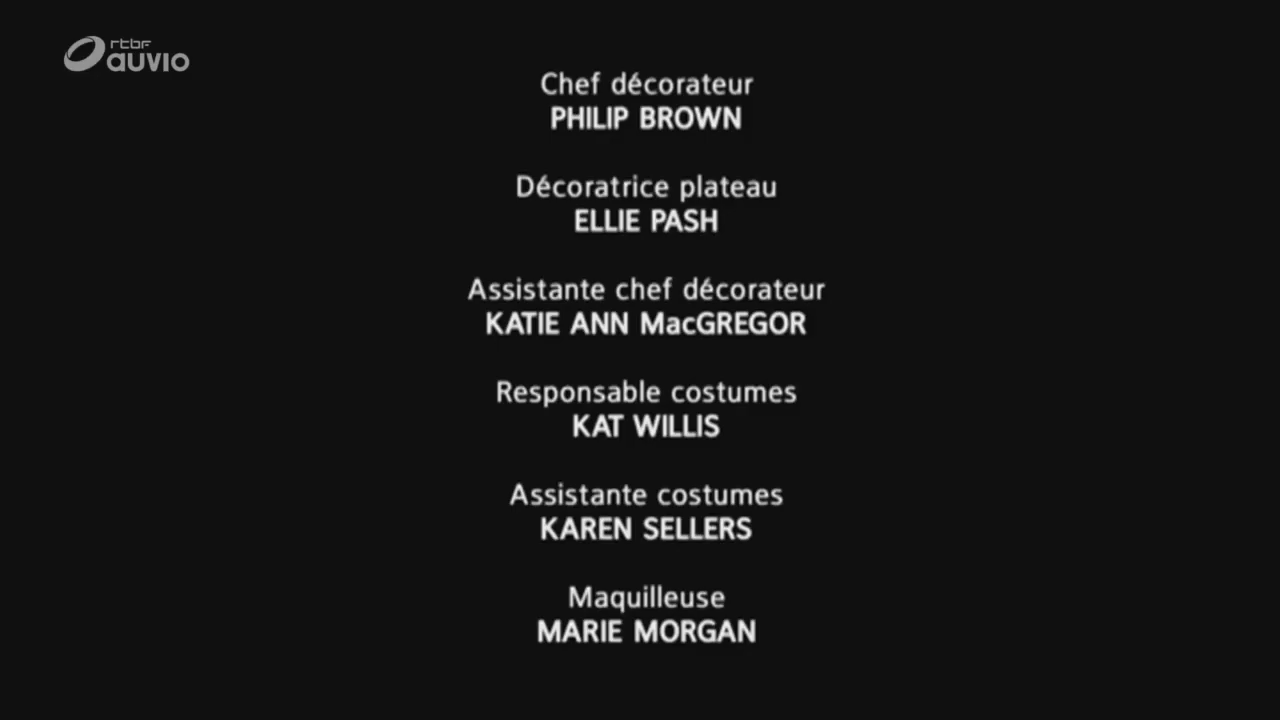 rtbf
auvio
Chef décorateur
PHILIP BROWN
Décoratrice plateau
ELLIE PASH
Assistante chef décorateur
KATIE ANN MacGREGOR
Responsable costumes
KAT WILLIS
Assistante costumes
KAREN SELLERS
Maquilleuse
MARIE MORGAN